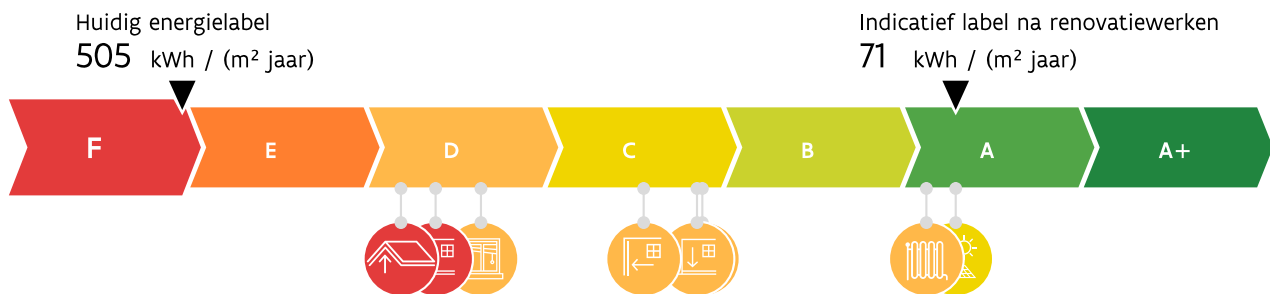 Huidig energielabel
505 kWh / (m² jaar)
Indicatief label na renovatiewerken
71 kWh / (m² jaar)
F E D C B A A+